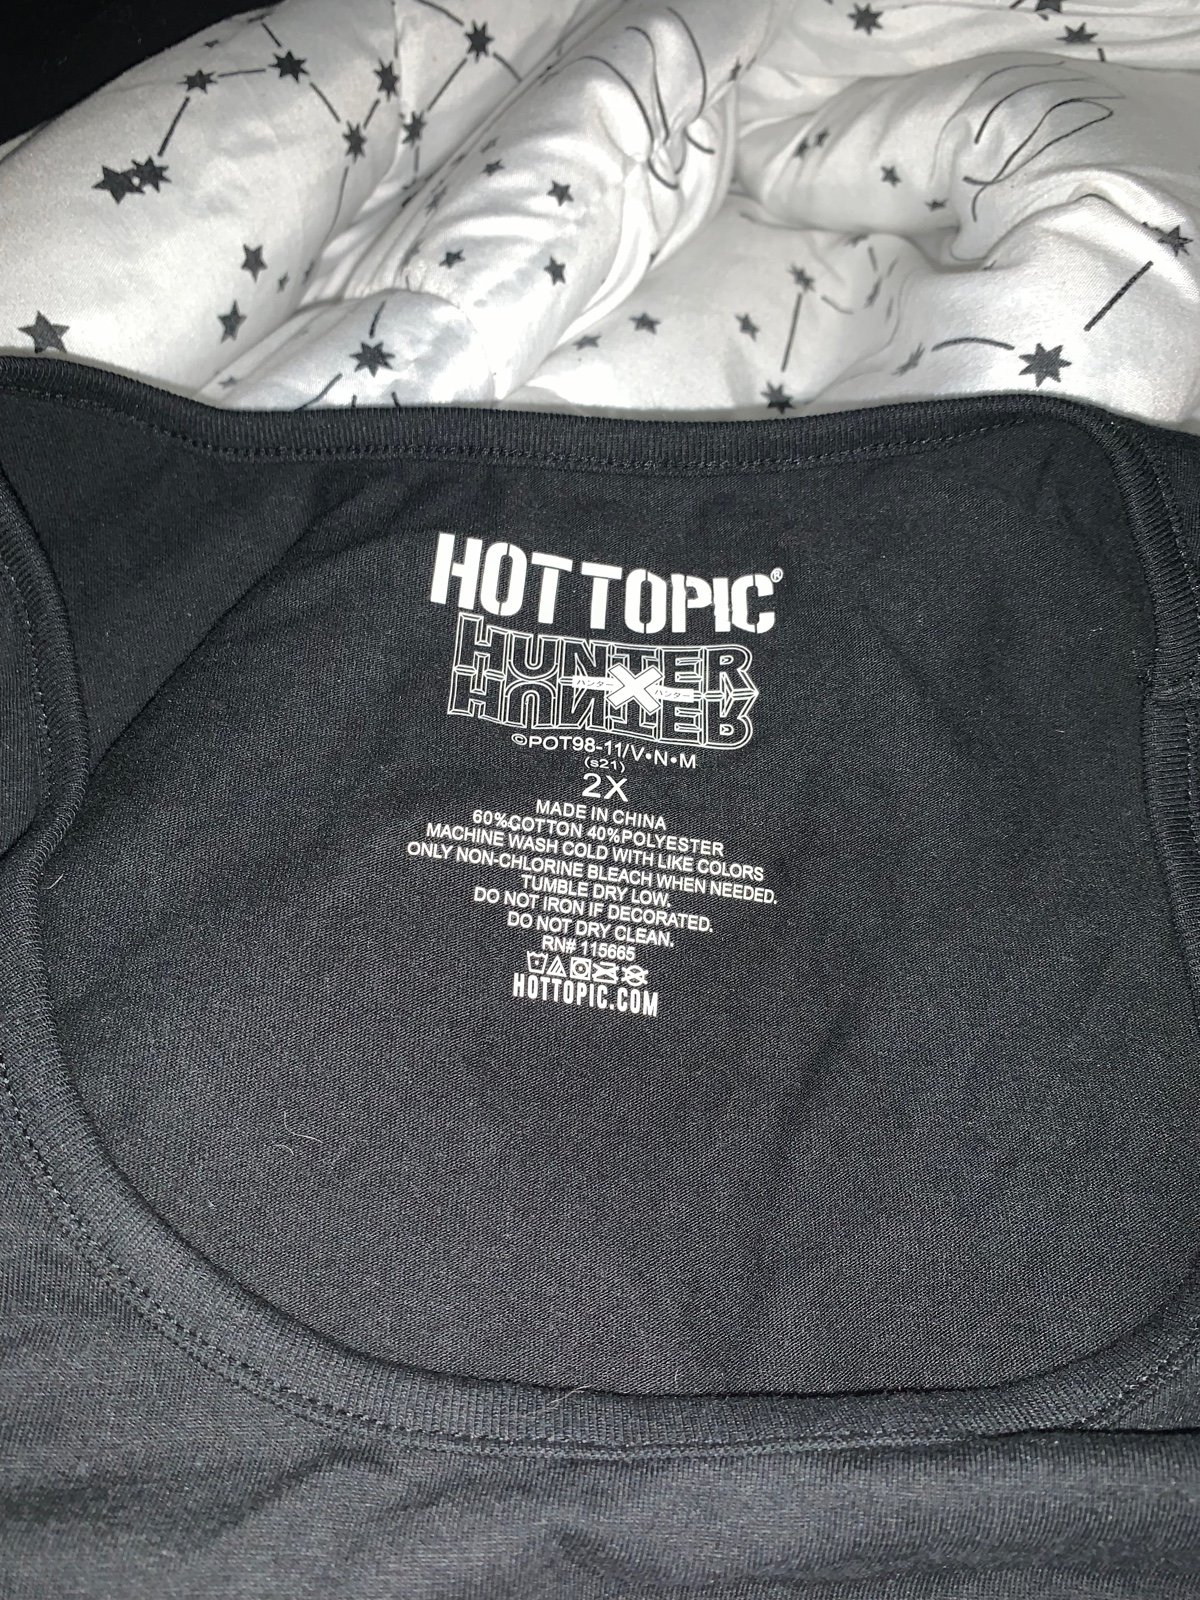 HOT TOPIC®
HUNTER
ハンター X ハンター
HUNTER
©POT98-11/V•N•M
(s21)
2X
MADE IN CHINA
60%COTTON 40%POLYESTER
MACHINE WASH COLD WITH LIKE COLORS
ONLY NON-CHLORINE BLEACH WHEN NEEDED.
TUMBLE DRY LOW.
DO NOT IRON IF DECORATED.
DO NOT DRY CLEAN.
RN# 115665
HOTTOPIC.COM